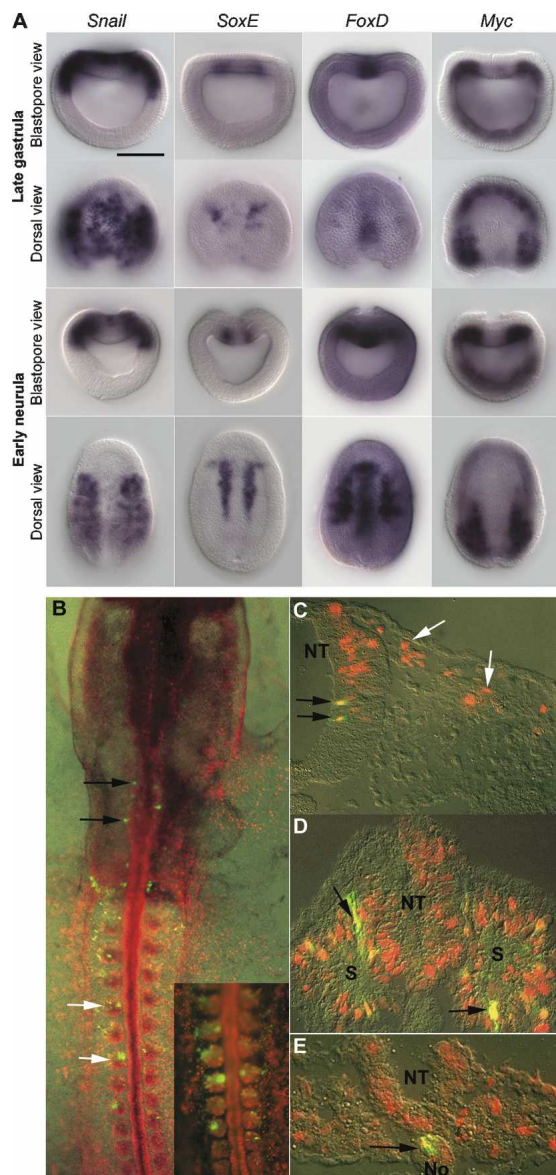 A
Snail SoxE FoxD Myc
Late gastrula
Blastopore view
Dorsal view
Early neurula
Blastopore view
Dorsal view
B
C
NT
D
NT
S
S
E
NT
No